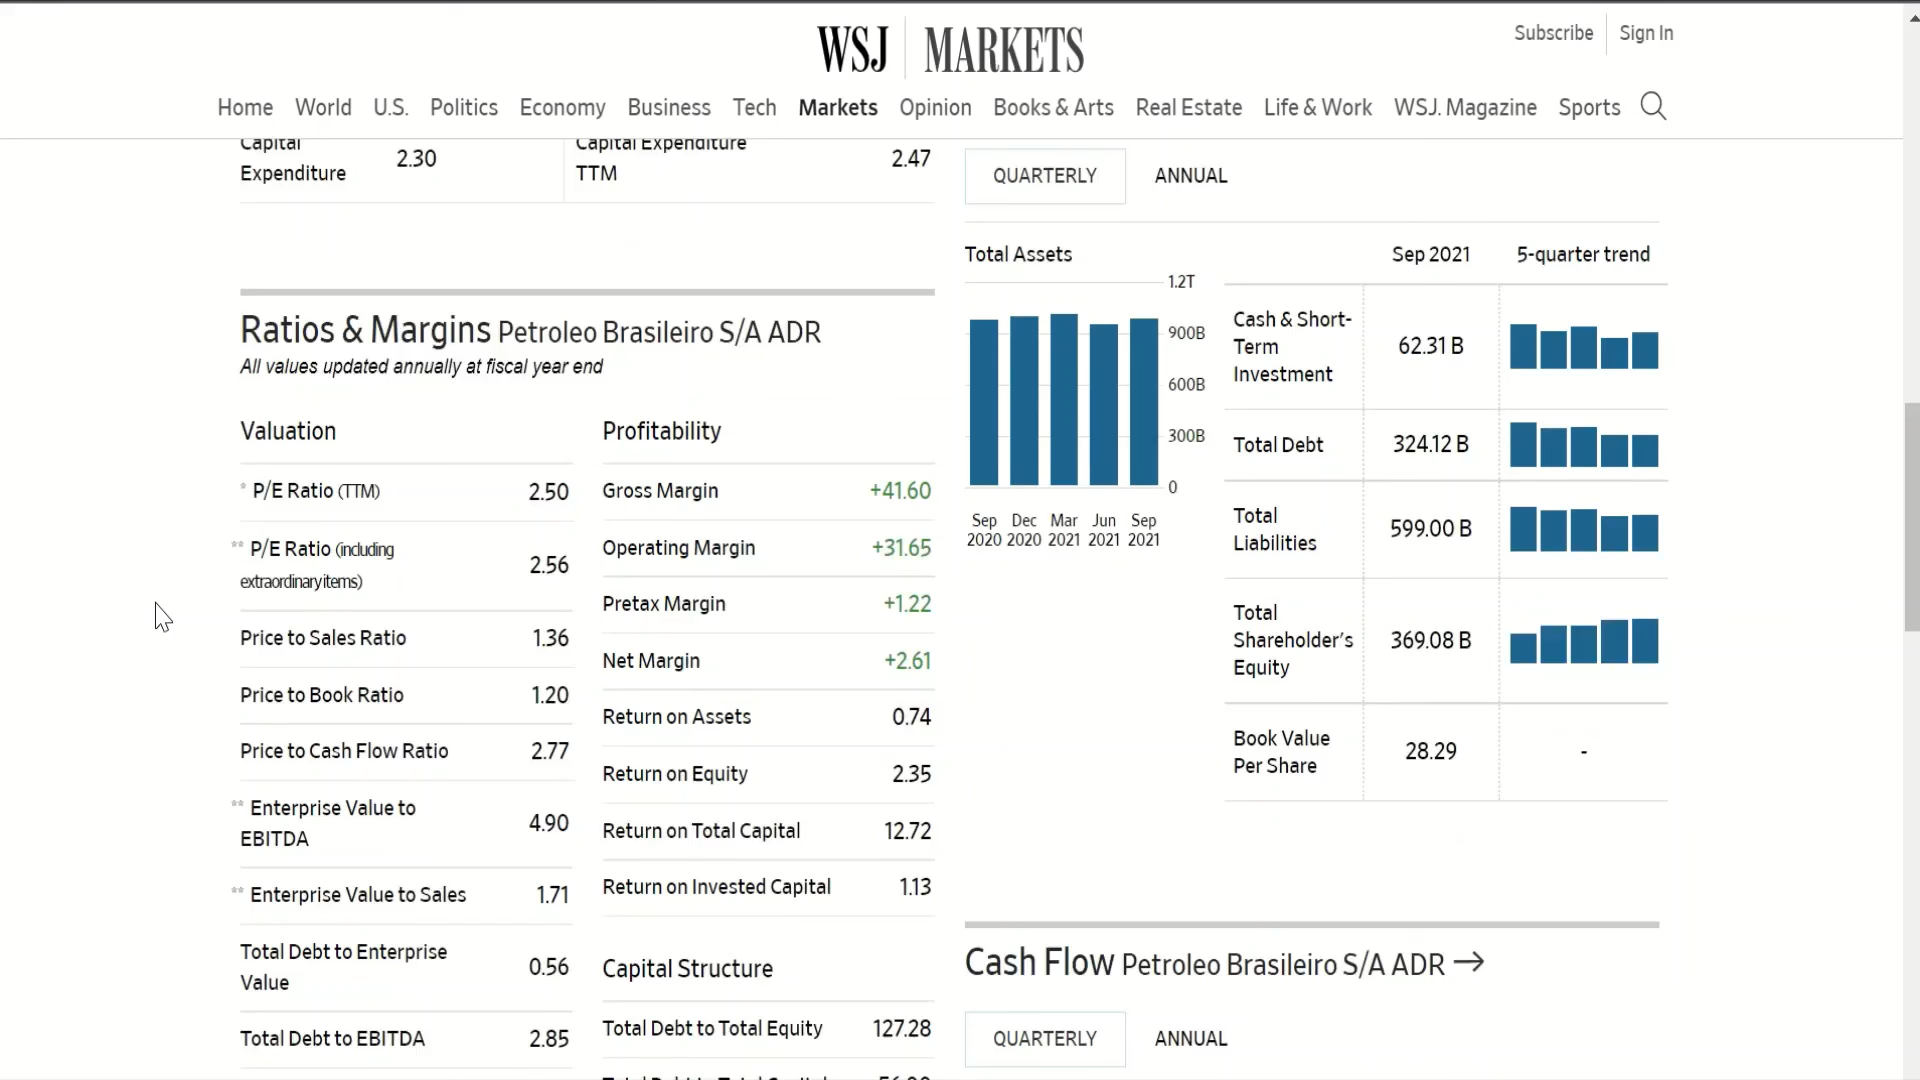 WSJ MARKETS
Subscribe Sign In
Home World U.S. Politics Economy Business Tech Markets Opinion Books & Arts Real Estate Life & Work WSJ. Magazine Sports
Capital
Expenditure 2.30
Capital Expenditure
TTM 2.47
Ratios & Margins Petroleo Brasileiro S/A ADR
All values updated annually at fiscal year end
Valuation
* P/E Ratio (TTM) 2.50
** P/E Ratio (including
extraordinary items) 2.56
Price to Sales Ratio 1.36
Price to Book Ratio 1.20
Price to Cash Flow Ratio 2.77
** Enterprise Value to
EBITDA 4.90
** Enterprise Value to Sales 1.71
Total Debt to Enterprise
Value 0.56
Total Debt to EBITDA 2.85
Profitability
Gross Margin +41.60
Operating Margin +31.65
Pretax Margin +1.22
Net Margin +2.61
Return on Assets 0.74
Return on Equity 2.35
Return on Total Capital 12.72
Return on Invested Capital 1.13
Capital Structure
Total Debt to Total Equity 127.28
QUARTERLY ANNUAL
Total Assets
1.2T
900B
600B
300B
0
Sep Dec Mar Jun Sep
2020 2020 2021 2021 2021
Sep 2021 5-quarter trend
Cash & Short-
Term
Investment 62.31 B
Total Debt 324.12 B
Total
Liabilities 599.00 B
Total
Shareholder's
Equity 369.08 B
Book Value
Per Share 28.29 -
Cash Flow Petroleo Brasileiro S/A ADR →
QUARTERLY ANNUAL